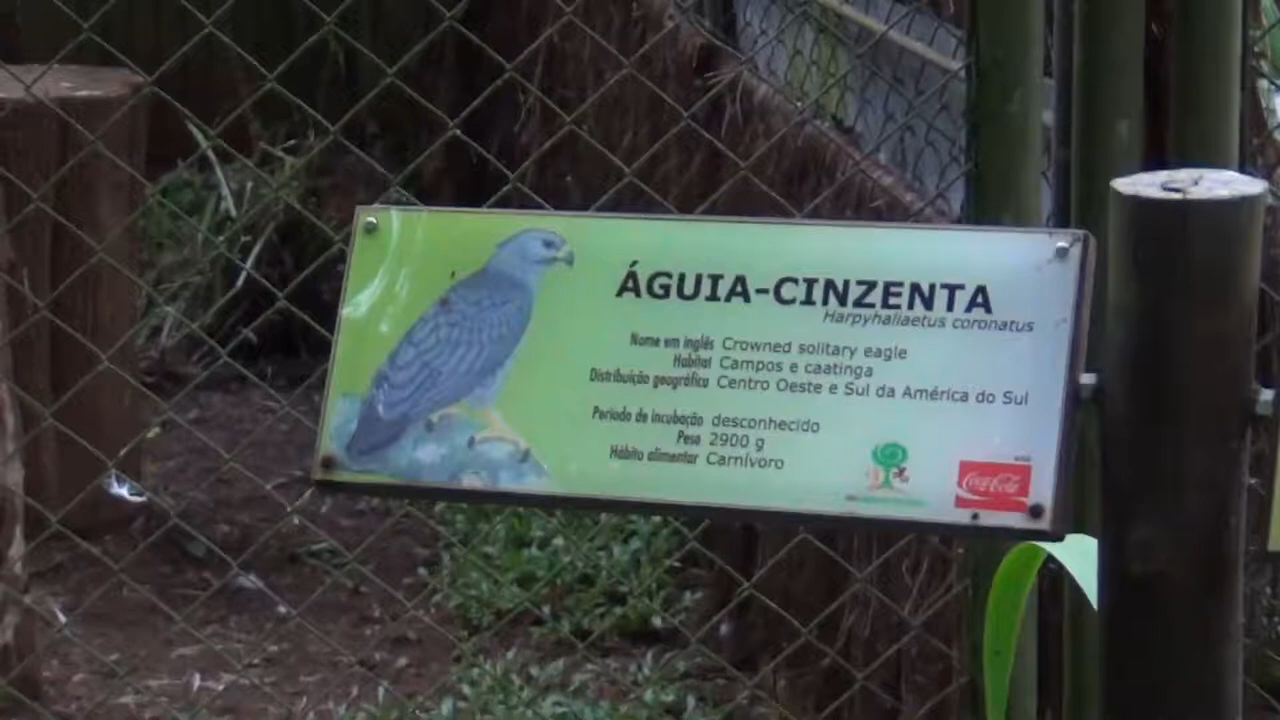 ÁGUIA-CINZENTA
Harpyhaliaetus coronatus
Nome em inglês Crowned solitary eagle
Habitat Campos e caatinga
Distribuição geográfica Centro Oeste e Sul da América do Sul
Período de incubação desconhecido
Peso 2900 g
Hábito alimentar Carnívoro
Coca-Cola